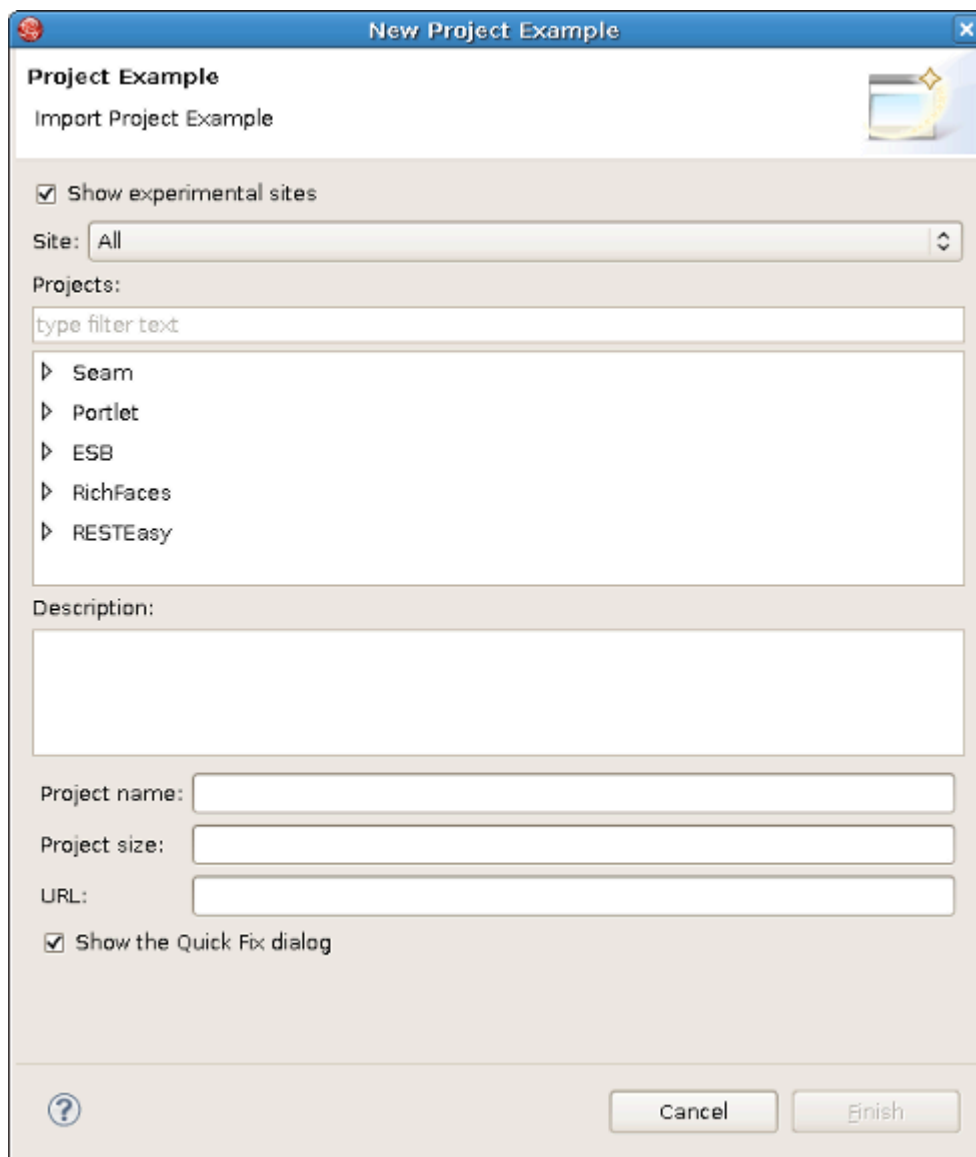 New Project Example
Project Example
Import Project Example
Show experimental sites
Site: All
Projects:
type filter text
Seam
Portlet
ESB
RichFaces
RESTEasy
Description:
Project name:
Project size:
URL:
Show the Quick Fix dialog
? Cancel Finish